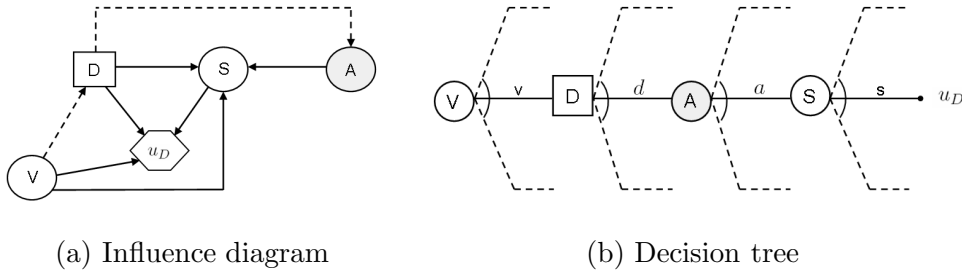 D
S
A
V
u_D
V
v
D
d
A
a
S
s
u_D
(a) Influence diagram
(b) Decision tree